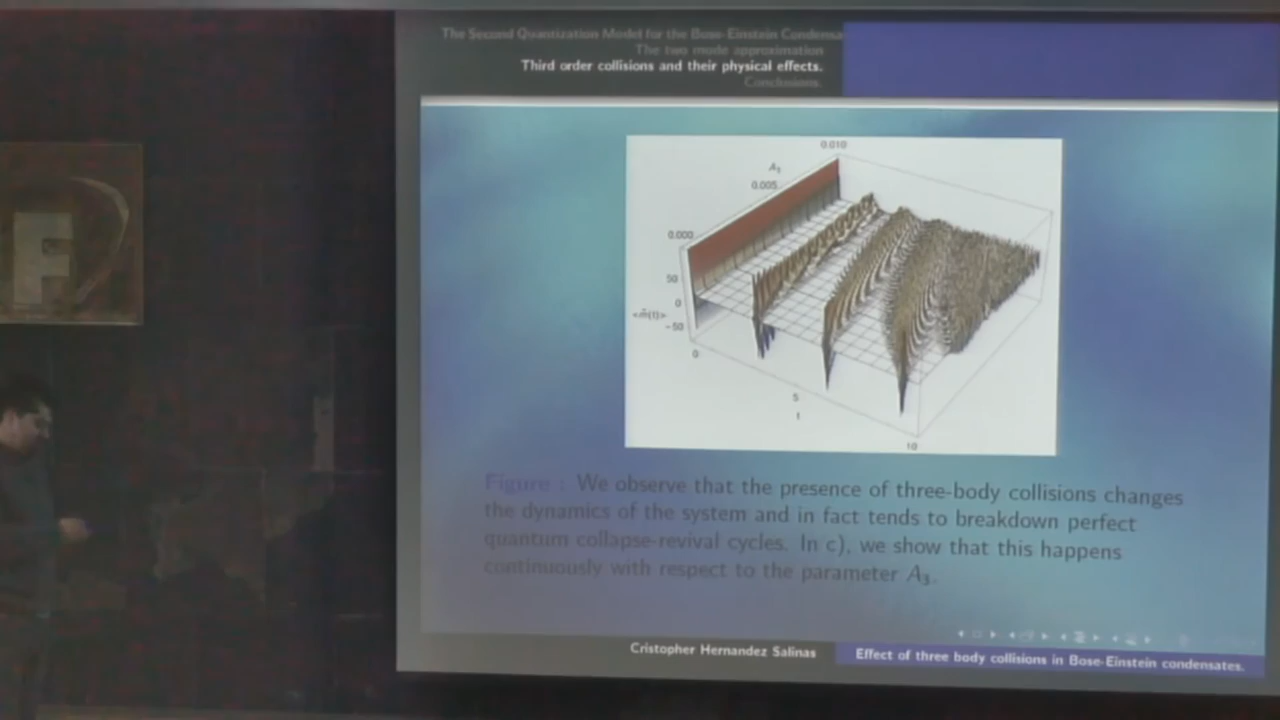 The Second Quantization Model for the Bose-Einstein Condensa
The two mode approximation
Third order collisions and their physical effects.
Conclusions.
0.010
A₃
0.005
0.000
50
0
-50
0
5
t
10
Figure : We observe that the presence of three-body collisions changes
the dynamics of the system and in fact tends to breakdown perfect
quantum collapse-revival cycles. In c), we show that this happens
continuously with respect to the parameter A₃.
Cristopher Hernandez Salinas
Effect of three body collisions in Bose-Einstein condensates.
F